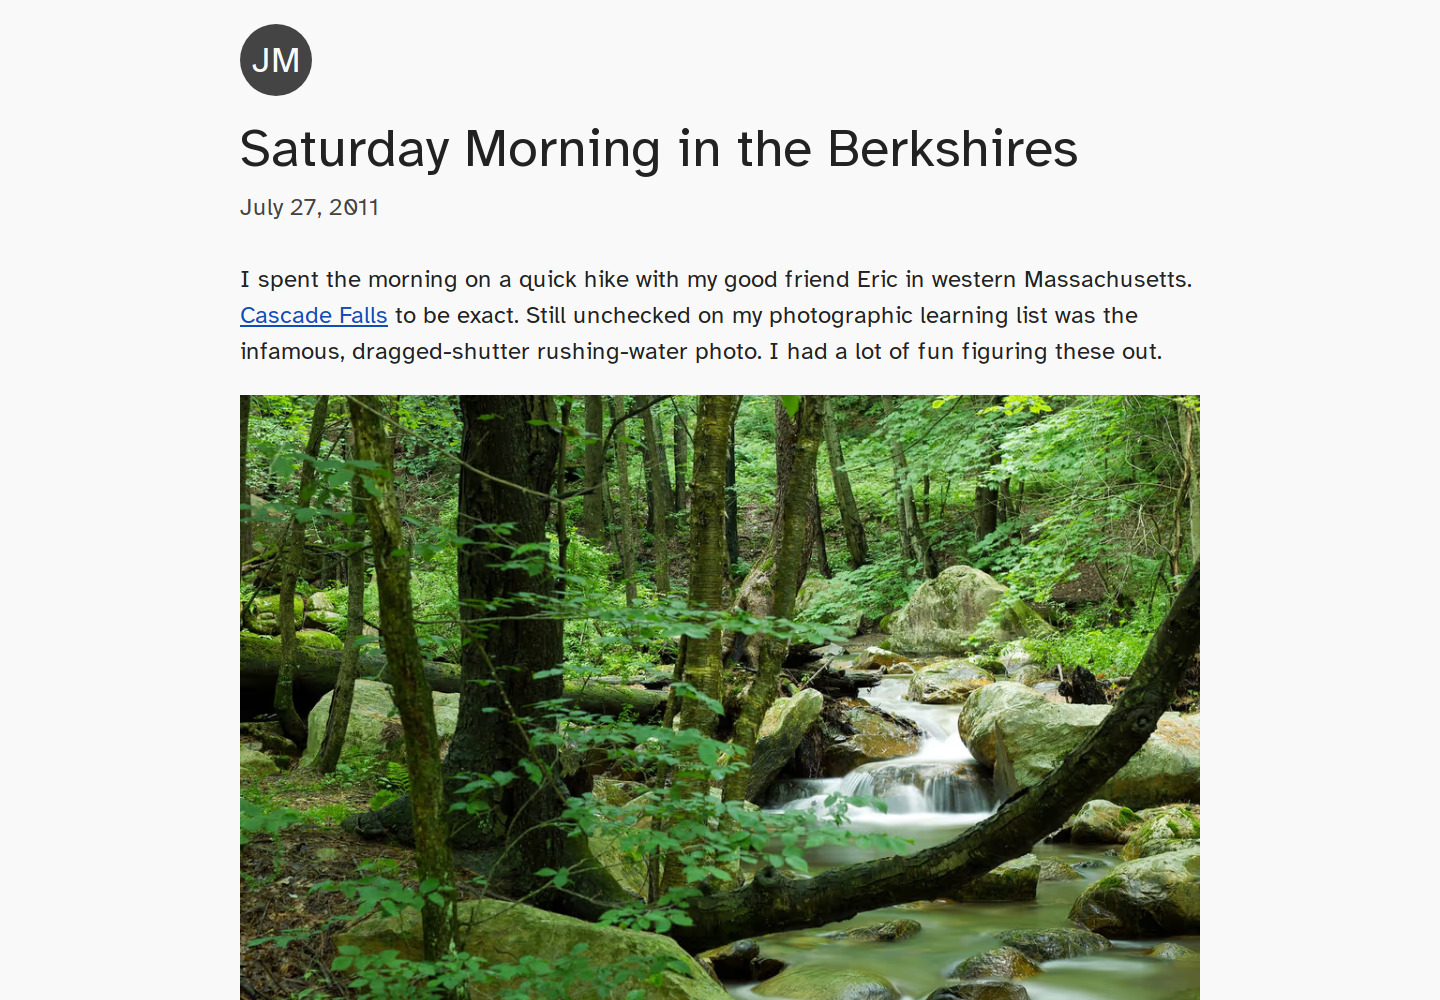 JM
Saturday Morning in the Berkshires
July 27, 2011
I spent the morning on a quick hike with my good friend Eric in western Massachusetts.
Cascade Falls to be exact. Still unchecked on my photographic learning list was the
infamous, dragged-shutter rushing-water photo. I had a lot of fun figuring these out.